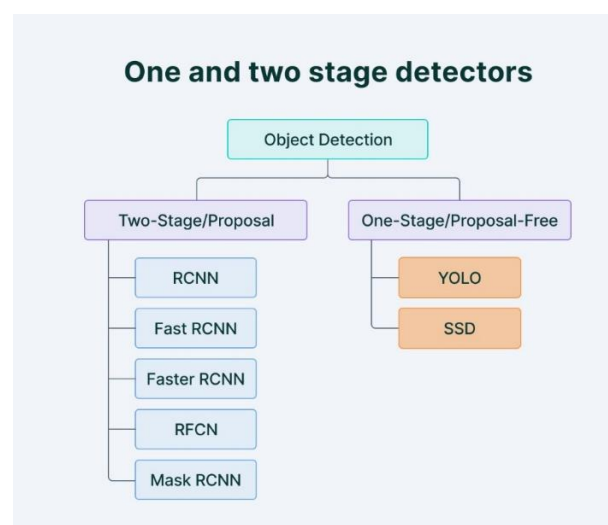 One and two stage detectors
Object Detection
Two-Stage/Proposal
One-Stage/Proposal-Free
RCNN
YOLO
Fast RCNN
SSD
Faster RCNN
RFCN
Mask RCNN